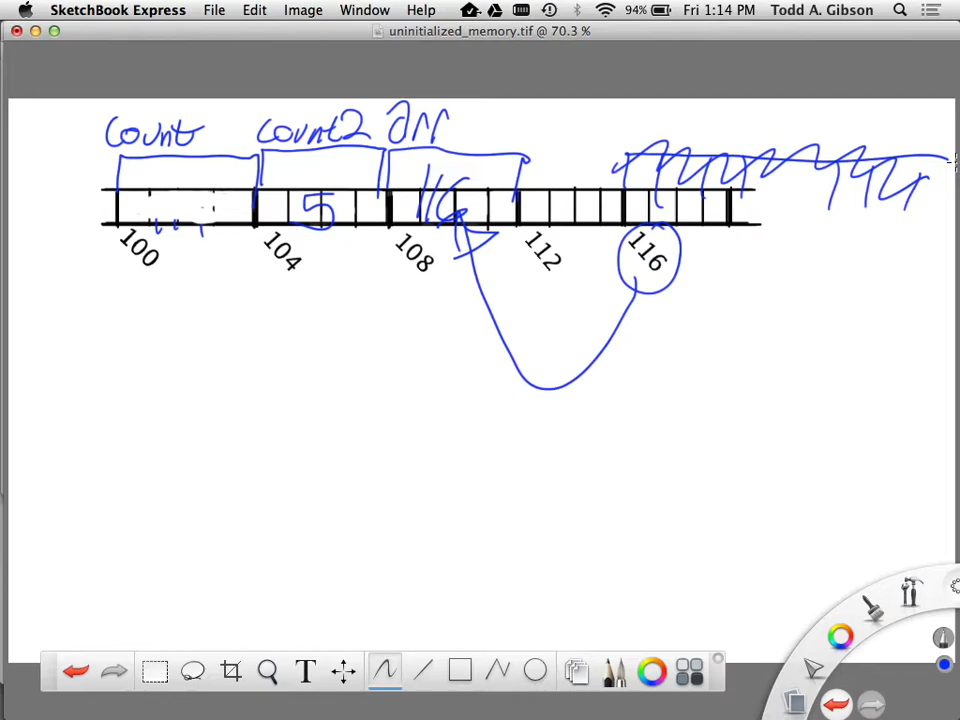 SketchBook Express File Edit Image Window Help 94% Fri 1:14 PM Todd A. Gibson
uninitialized_memory.tif @ 70.3 %
count count2 arr
5 116
100 104 108 112 116
T